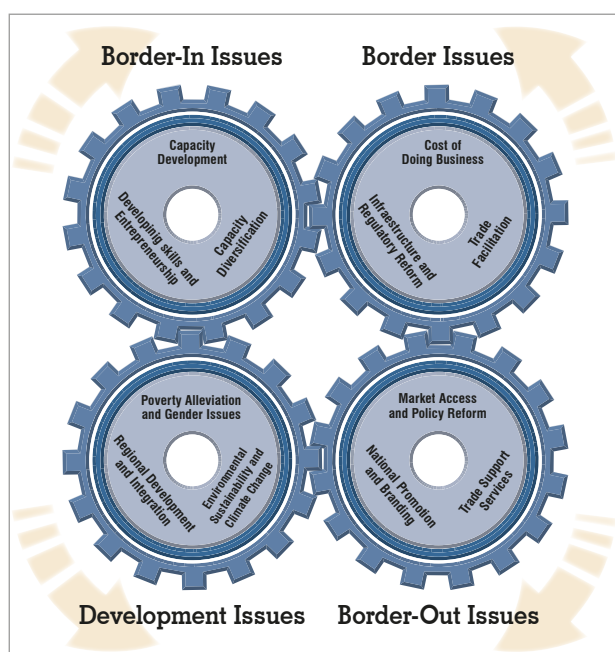 Border-In Issues
Border Issues
Capacity
Development
Developing skills and
Entrepreneurship
Capacity
Diversification
Cost of
Doing Business
Infraestructure and
Regulatory Reform
Trade
Facilitation
Poverty Alleviation
and Gender Issues
Regional Development
and Integration
Environmental
Sustainability and
Climate Change
Market Access
and Policy Reform
National Promotion
and Branding
Trade Support
Services
Development Issues
Border-Out Issues